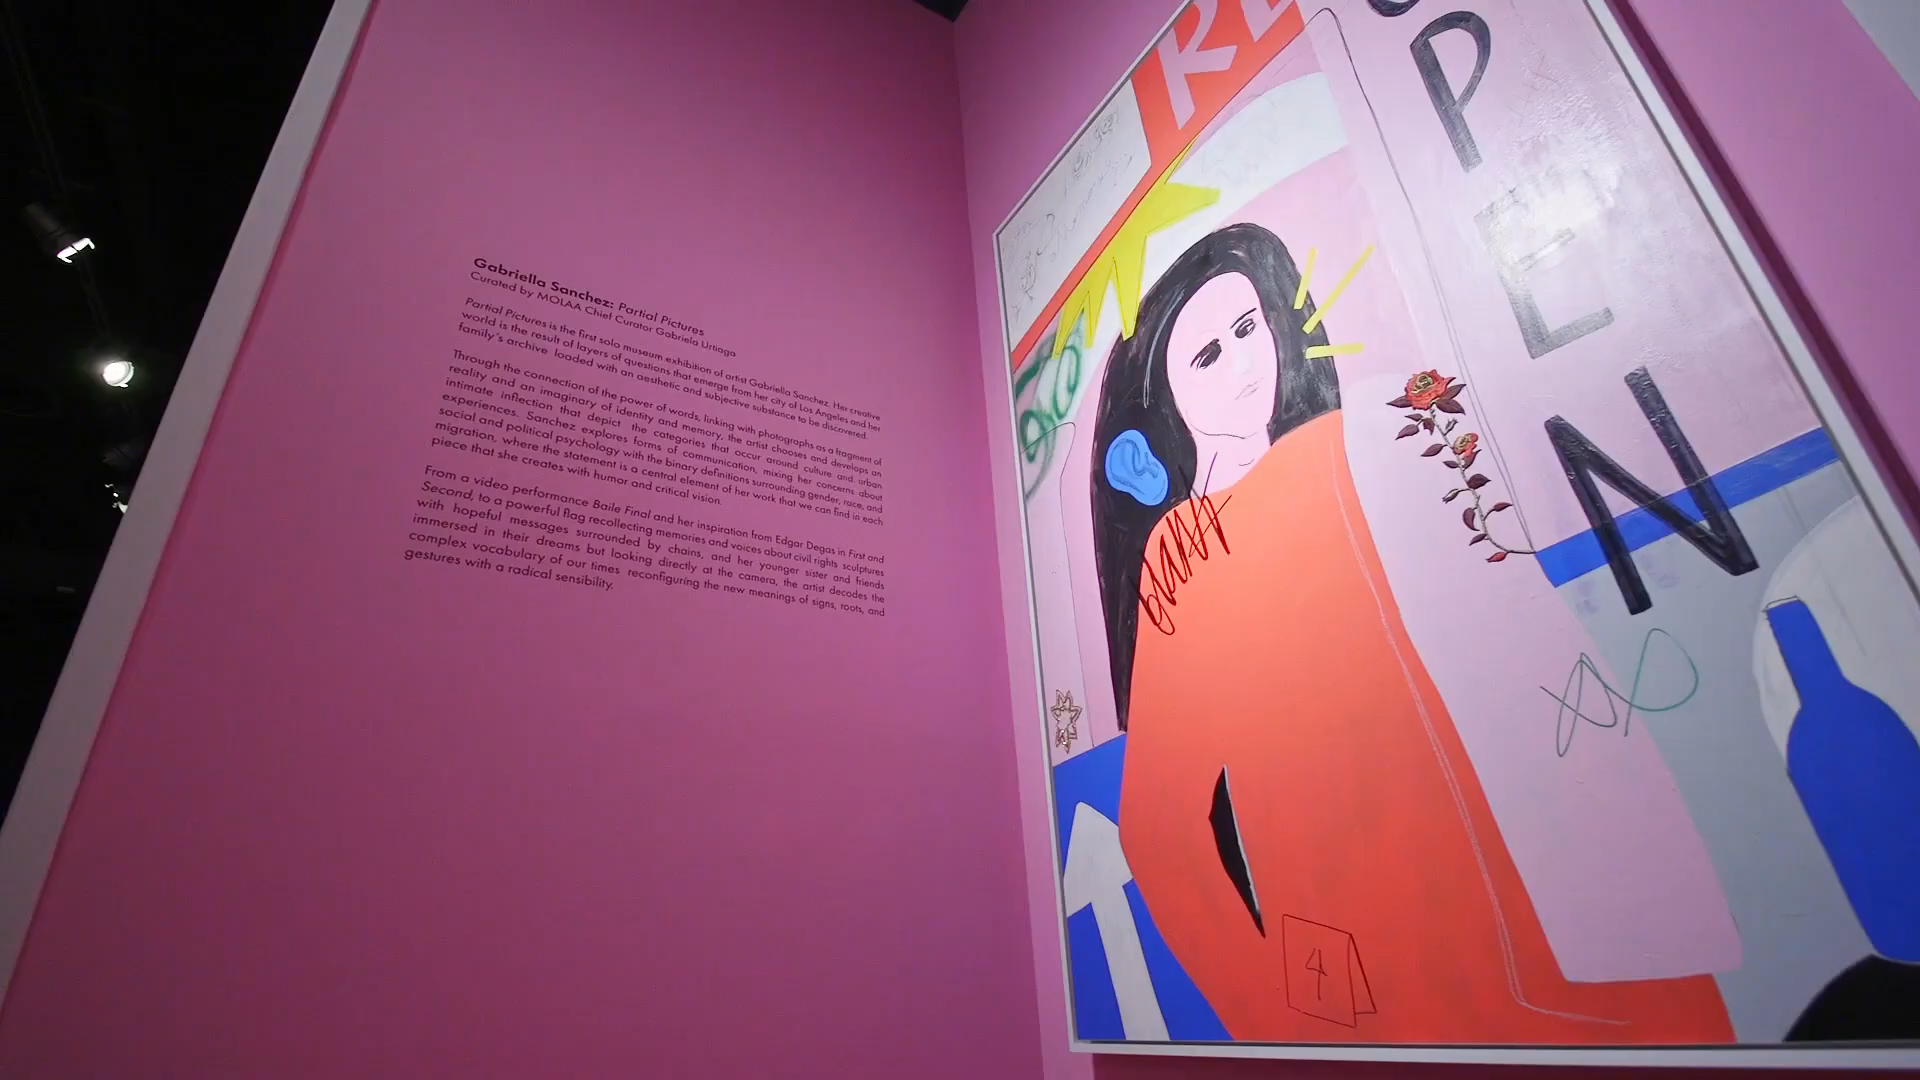 Gabriella Sanchez: Partial Pictures
Curated by MOLAA Chief Curator Gabriela Urtiaga
Partial Pictures is the first solo museum exhibition of artist Gabriella Sanchez. Her creative
world is the result of layers of questions that emerge from her city of Los Angeles and her
family's archive loaded with an aesthetic and subjective substance to be discovered.
Through the connection of the power of words, linking with photographs as a fragment of
reality and an imaginary of identity and memory, the artist chooses and develops an
intimate inflection that depict the categories that occur around culture and urban
experiences. Sanchez explores forms of communication, mixing her concerns about
social and political psychology with the binary definitions surrounding gender, race, and
migration, where the statement is a central element of her work that we can find in each
piece that she creates with humor and critical vision.
From a video performance Baile Final and her inspiration from Edgar Degas in First and
Second, to a powerful flag recollecting memories and voices about civil rights sculptures
with hopeful messages surrounded by chains, and her younger sister and friends
immersed in their dreams but looking directly at the camera, the artist decodes the
complex vocabulary of our times reconfiguring the new meanings of signs, roots, and
gestures with a radical sensibility.
RE
OPEN
4